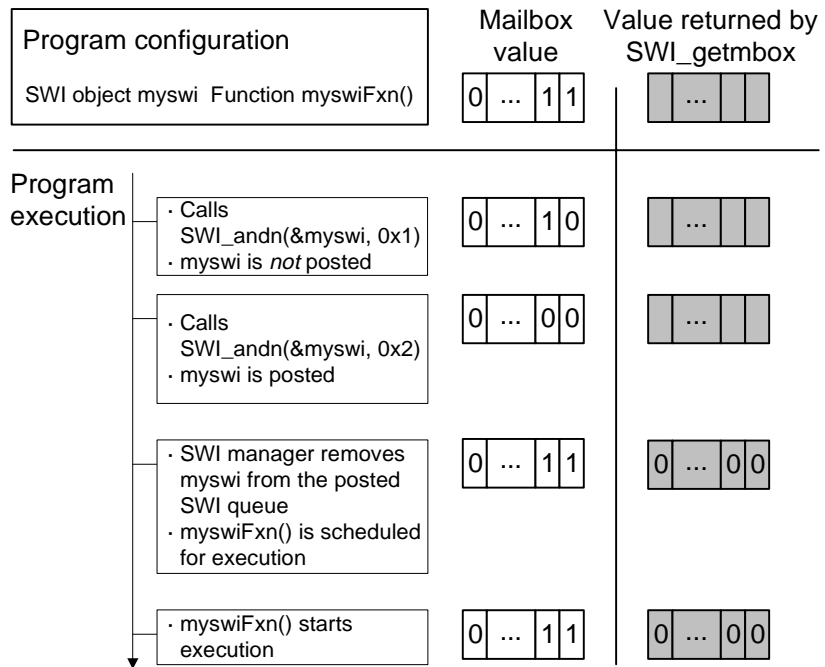 Program configuration
SWI object myswi Function myswiFxn()
Mailbox
value
Value returned by
SWI_getmbox
0 ... 1 1
...
Program
execution
· Calls
SWI_andn(&myswi, 0x1)
· myswi is not posted
0 ... 1 0
...
· Calls
SWI_andn(&myswi, 0x2)
· myswi is posted
0 ... 0 0
...
· SWI manager removes
myswi from the posted
SWI queue
· myswiFxn() is scheduled
for execution
0 ... 1 1
0 ... 0 0
· myswiFxn() starts
execution
0 ... 1 1
0 ... 0 0